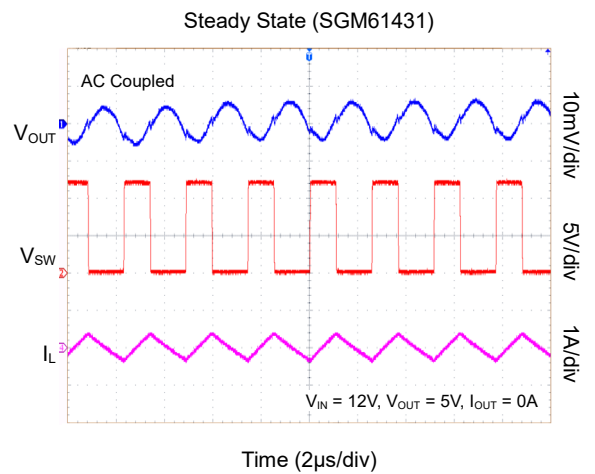 Steady State (SGM61431)
AC Coupled
VOUT
10mV/div
VSW
5V/div
IL
1A/div
VIN = 12V, VOUT = 5V, IOUT = 0A
Time (2µs/div)